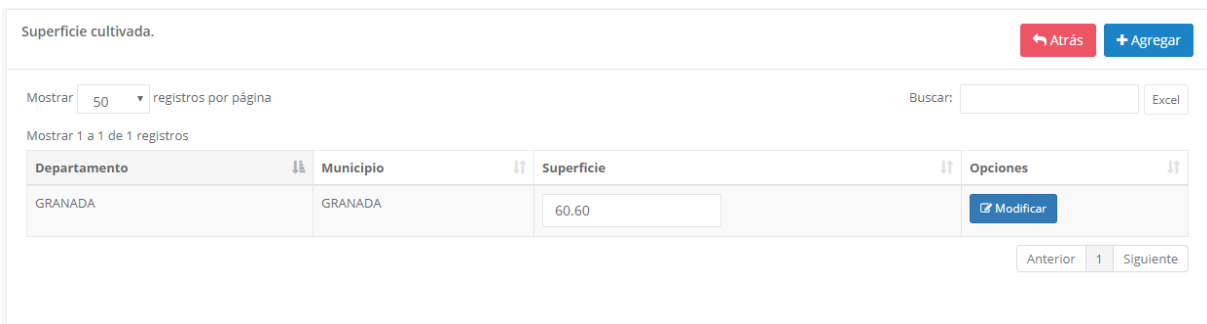 Superficie cultivada.
Atrás
Agregar
Mostrar 50 registros por página
Buscar:
Excel
Mostrar 1 a 1 de 1 registros
Departamento Municipio Superficie Opciones
GRANADA GRANADA 60.60 Modificar
Anterior 1 Siguiente